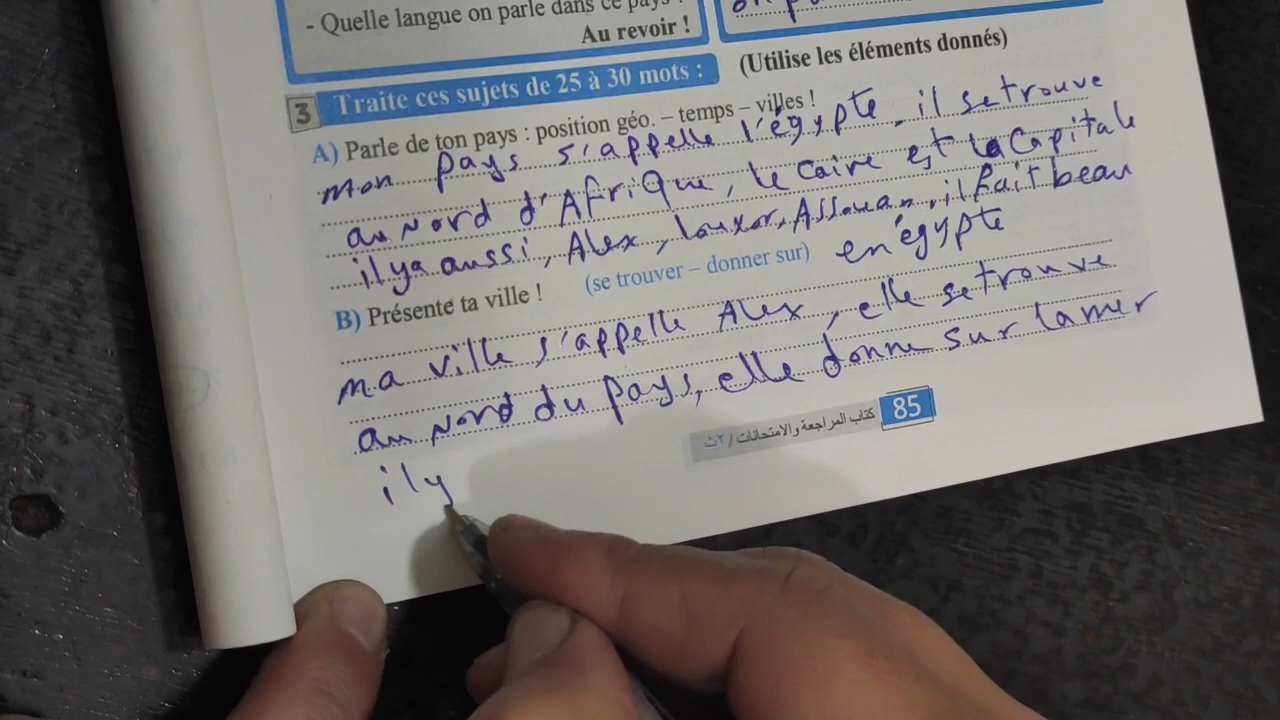 - Quelle langue on parle dans ce pays ?
Au revoir !
3 Traite ces sujets de 25 à 30 mots : (Utilise les éléments donnés)
A) Parle de ton pays : position géo. – temps – villes !
Mon pays s'appelle l'égypte, il se trouve
au Nord d'Afrique, le Caire est la Capitale
il ya aussi, Alex, louxor, Assouan, il fait beau
en égypte
B) Présente ta ville ! (se trouver – donner sur)
ma ville s'appelle Alex, elle se trouve
au Nord du pays, elle donne sur la mer
il y
كتاب المراجعة والامتحانات / ٢ث 85